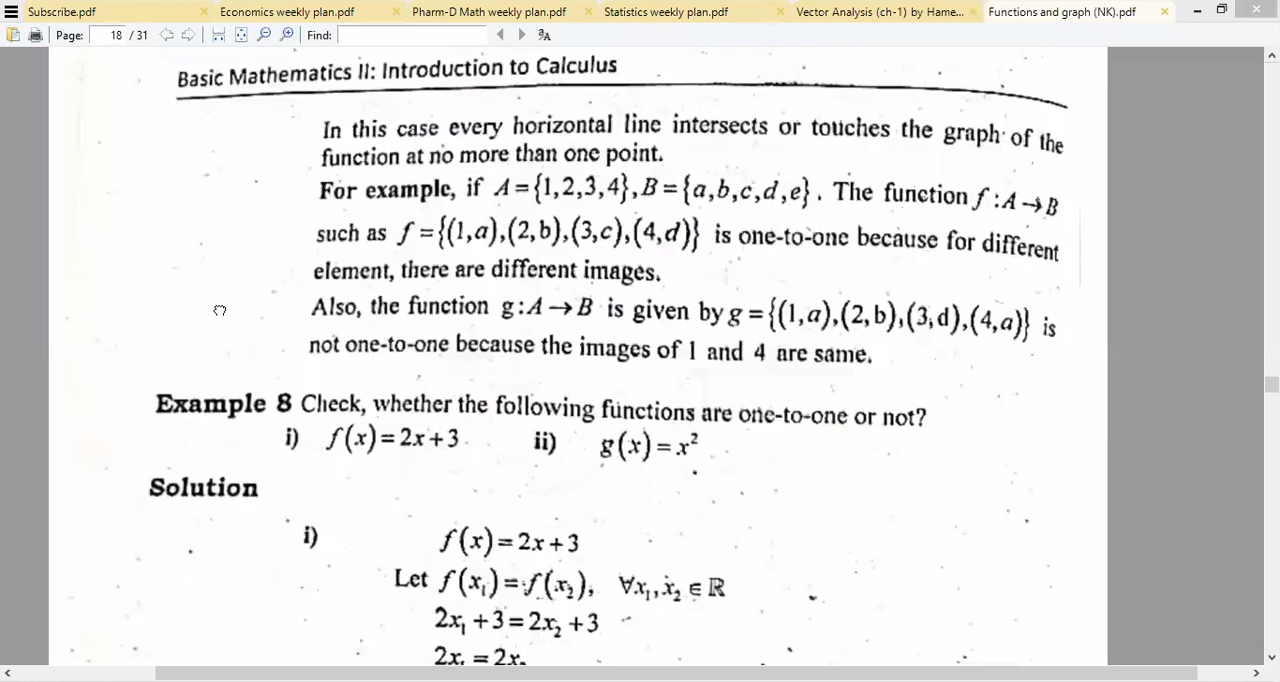 Subscribe.pdf Economics weekly plan.pdf Pharm-D Math weekly plan.pdf Statistics weekly plan.pdf Vector Analysis (ch-1) by Hame... Functions and graph (NK).pdf
Page: 18 / 31 Find:
Basic Mathematics II: Introduction to Calculus
In this case every horizontal line intersects or touches the graph of the
function at no more than one point.
For example, if A={1,2,3,4},B={a,b,c,d,e}. The function f:A→B
such as f={(1,a),(2,b),(3,c),(4,d)} is one-to-one because for different
element, there are different images.
Also, the function g:A→B is given by g={(1,a),(2,b),(3,d),(4,a)} is
not one-to-one because the images of 1 and 4 are same.
Example 8 Check, whether the following functions are one-to-one or not?
i) f(x)=2x+3 ii) g(x)=x²
Solution
i) f(x)=2x+3
Let f(x₁)=f(x₂), ∀x₁,x₂∈ℝ
2x₁+3=2x₂+3
2x₁=2x₂